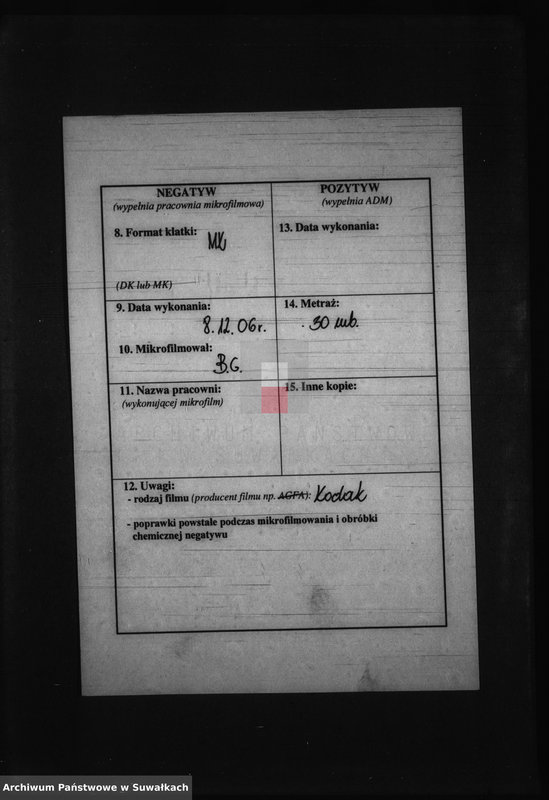 NEGATYW
(wypełnia pracownia mikrofilmowa)
POZYTYW
(wypełnia ADM)
8. Format klatki:
MK
(DK lub MK)
13. Data wykonania:
9. Data wykonania:
8.12.06r.
10. Mikrofilmował:
B.G.
14. Metraż:
30 mb.
11. Nazwa pracowni:
(wykonującej mikrofilm)
15. Inne kopie:
12. Uwagi:
- rodzaj filmu (producent filmu np. AGFA): Kodak
- poprawki powstałe podczas mikrofilmowania i obróbki
chemicznej negatywu
Archiwum Państwowe w Suwałkach